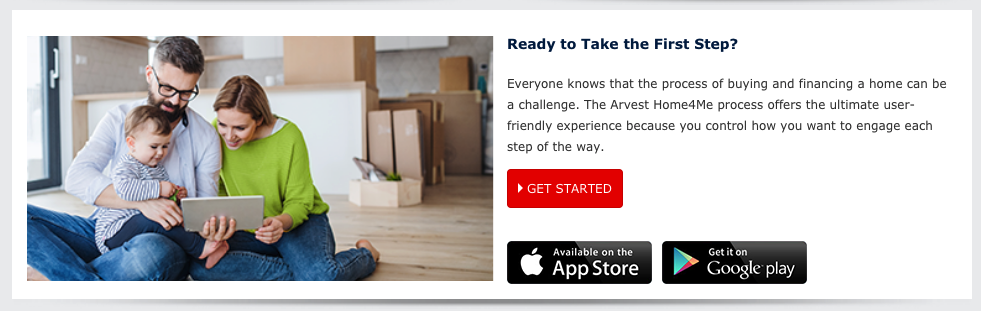 Ready to Take the First Step?
Everyone knows that the process of buying and financing a home can be
a challenge. The Arvest Home4Me process offers the ultimate user-
friendly experience because you control how you want to engage each
step of the way.
GET STARTED
Available on the
App Store
Get it on
Google play